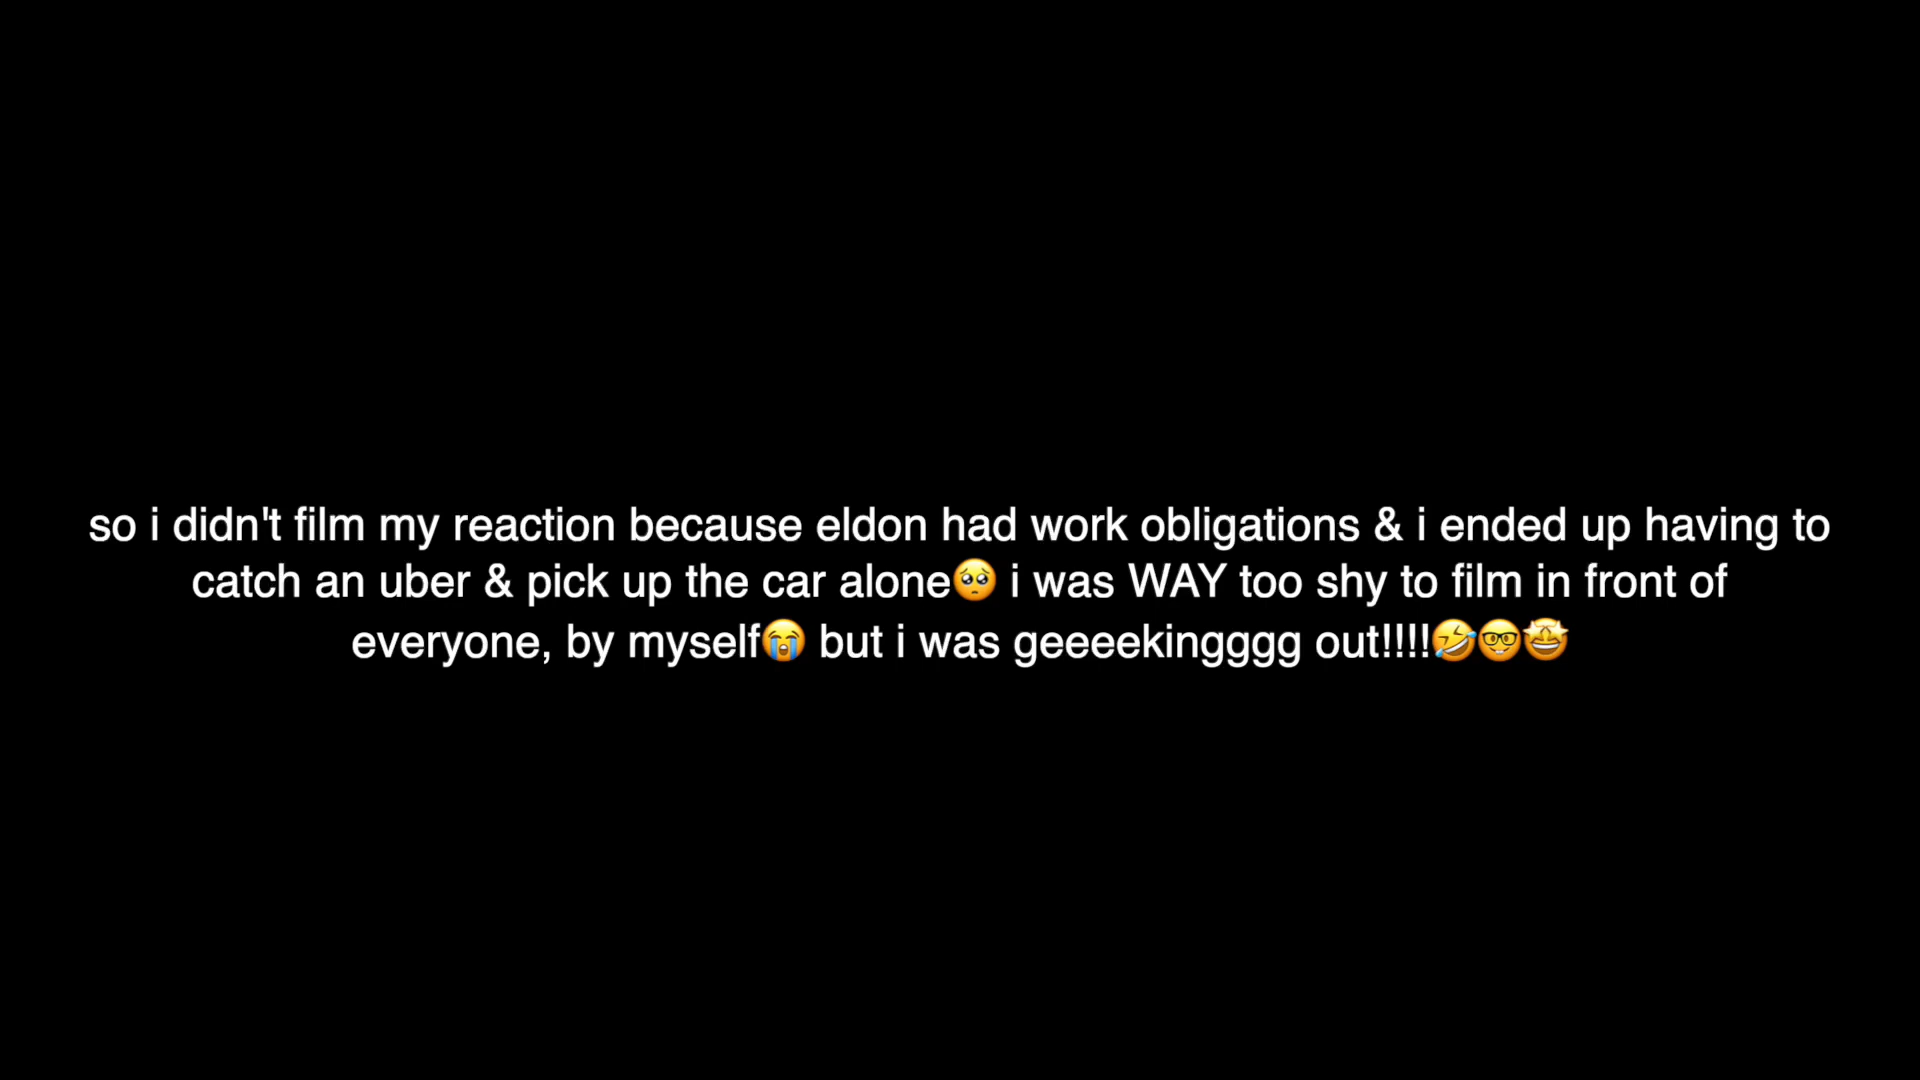 so i didn't film my reaction because eldon had work obligations & i ended up having to
catch an uber & pick up the car alone🥺 i was WAY too shy to film in front of
everyone, by myself😭 but i was geeeekingggg out!!!!🤣🤓🤩